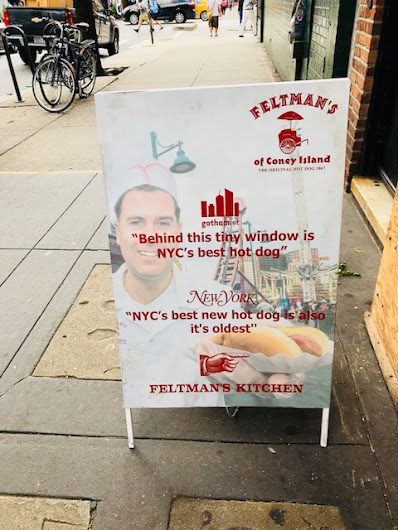 FELTMAN'S
of Coney Island
THE ORIGINAL HOT DOG 1867
gothamist
"Behind this tiny window is
NYC's best hot dog"
NEW YORK
"NYC's best new hot dog is also
it's oldest"
FELTMAN'S KITCHEN